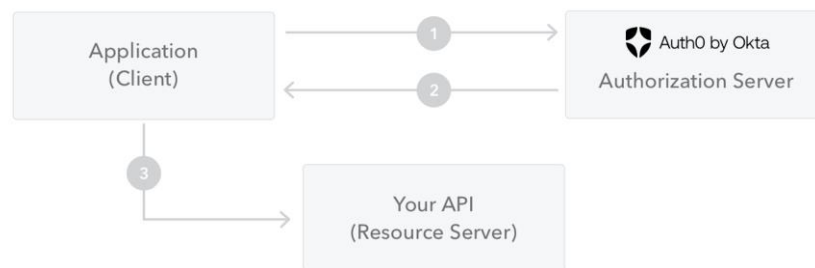 Application
(Client)
1
Auth0 by Okta
Authorization Server
2
3
Your API
(Resource Server)